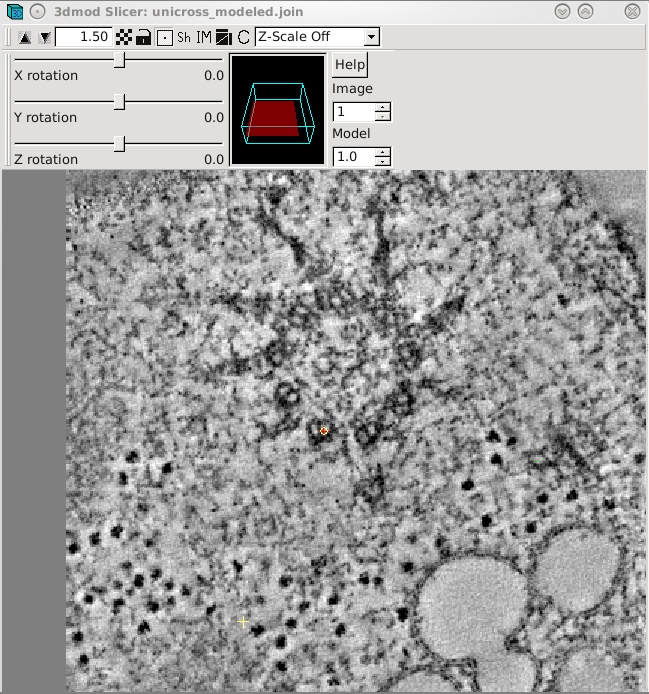 3dmod Slicer: unicross_modeled.join
1.50 Sh IM C Z-Scale Off
X rotation 0.0
Y rotation 0.0
Z rotation 0.0
Help
Image
1
Model
1.0